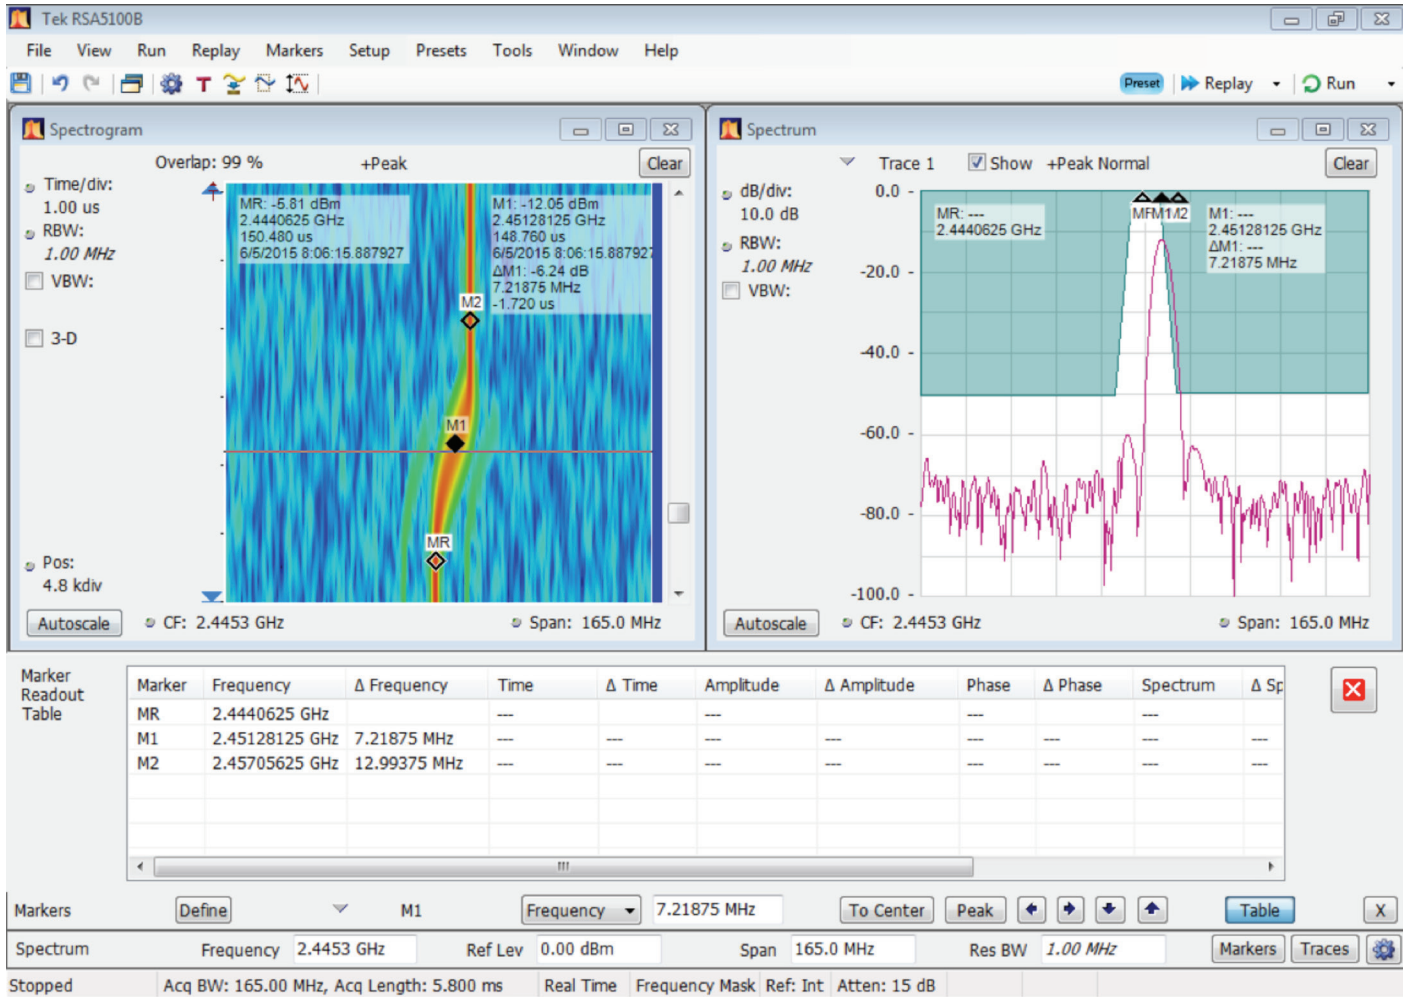 Tek RSA5100B
File View Run Replay Markers Setup Presets Tools Window Help
T Preset Replay Run
Spectrogram
Overlap: 99 % +Peak Clear
Time/div:
1.00 us
RBW:
1.00 MHz
VBW:
3-D
Pos:
4.8 kdiv
MR: -5.81 dBm
2.4440625 GHz
150.480 us
6/5/2015 8:06:15.887927
M1: -12.05 dBm
2.45128125 GHz
148.760 us
6/5/2015 8:06:15.887927
ΔM1: -6.24 dB
7.21875 MHz
-1.720 us
M2
M1
MR
Autoscale CF: 2.4453 GHz Span: 165.0 MHz
Spectrum
Trace 1 Show +Peak Normal Clear
dB/div:
10.0 dB
RBW:
1.00 MHz
VBW:
0.0 -
-20.0 -
-40.0 -
-60.0 -
-80.0 -
-100.0 -
MR: ---
2.4440625 GHz
M1: ---
2.45128125 GHz
ΔM1: ---
7.21875 MHz
Autoscale CF: 2.4453 GHz Span: 165.0 MHz
Marker
Readout
Table
Marker Frequency Δ Frequency Time Δ Time Amplitude Δ Amplitude Phase Δ Phase Spectrum Δ Sp
MR 2.4440625 GHz --- --- --- ---
M1 2.45128125 GHz 7.21875 MHz --- --- --- --- --- --- --- ---
M2 2.45705625 GHz 12.99375 MHz --- --- --- --- --- --- --- ---
Markers Define M1 Frequency 7.21875 MHz To Center Peak Table X
Spectrum Frequency 2.4453 GHz Ref Lev 0.00 dBm Span 165.0 MHz Res BW 1.00 MHz Markers Traces
Stopped Acq BW: 165.00 MHz, Acq Length: 5.800 ms Real Time Frequency Mask Ref: Int Atten: 15 dB